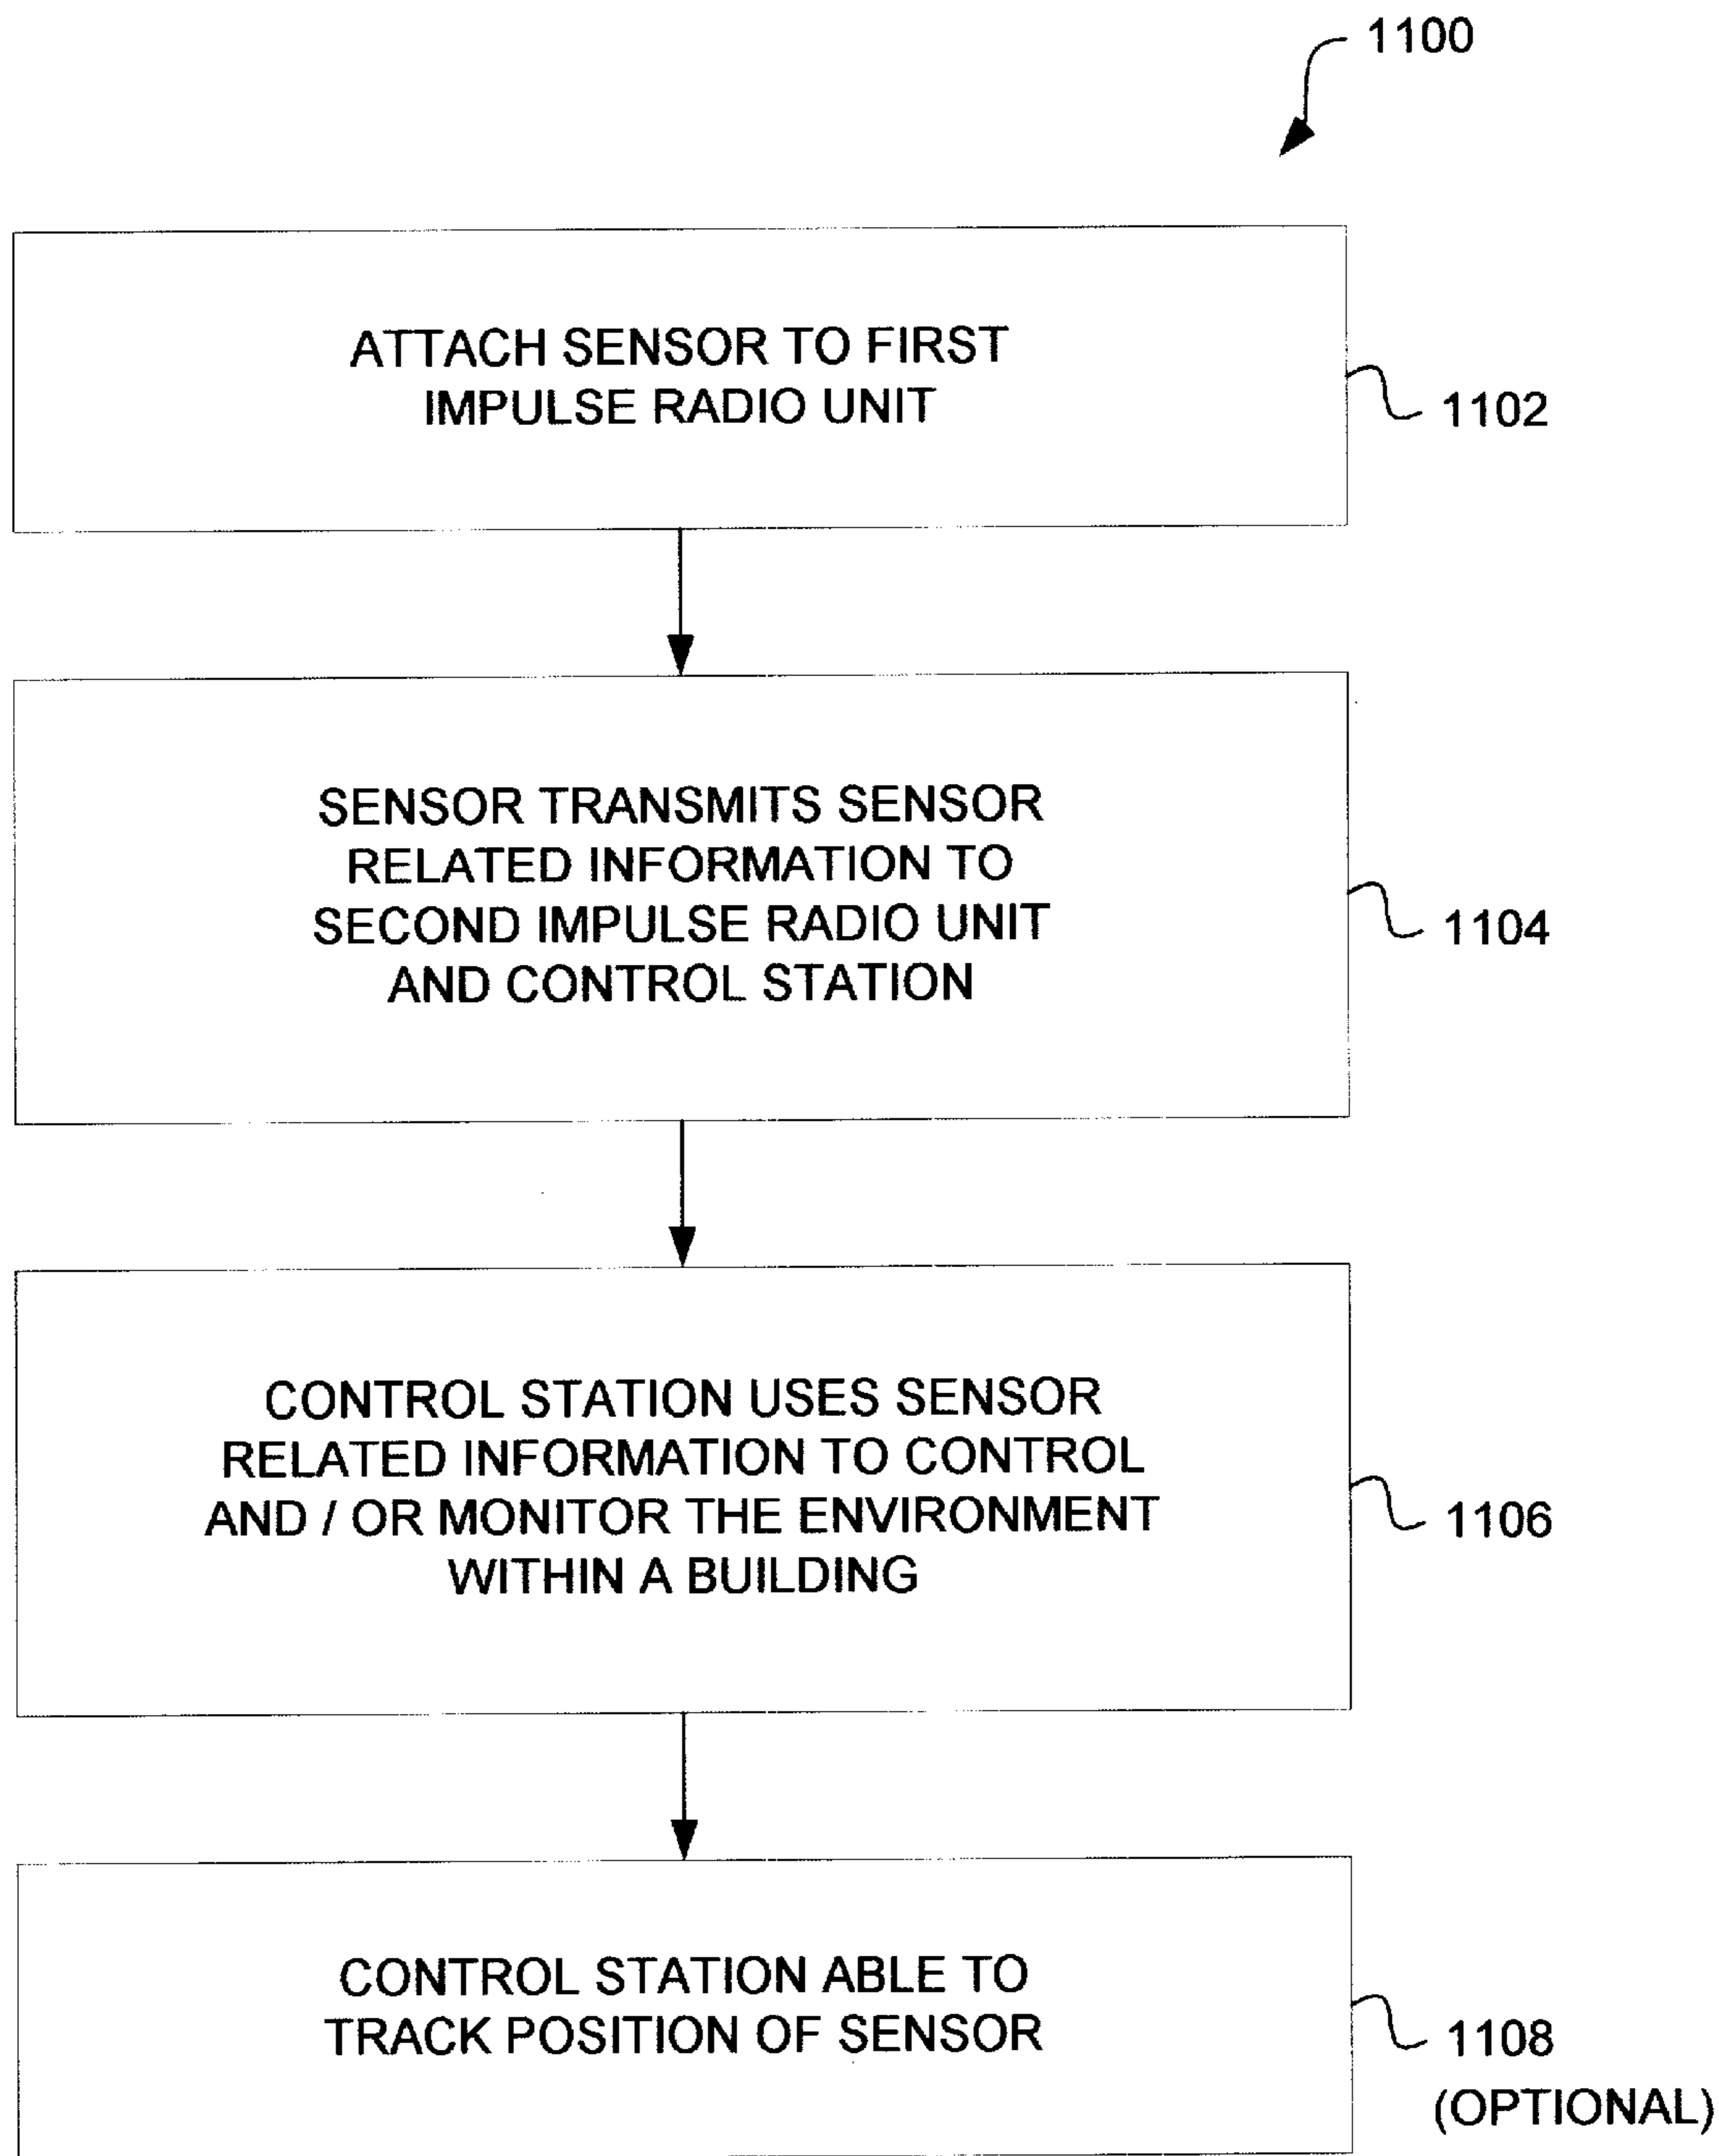 1100
ATTACH SENSOR TO FIRST
IMPULSE RADIO UNIT
1102
SENSOR TRANSMITS SENSOR
RELATED INFORMATION TO
SECOND IMPULSE RADIO UNIT
AND CONTROL STATION
1104
CONTROL STATION USES SENSOR
RELATED INFORMATION TO CONTROL
AND / OR MONITOR THE ENVIRONMENT
WITHIN A BUILDING
1106
CONTROL STATION ABLE TO
TRACK POSITION OF SENSOR
1108
(OPTIONAL)